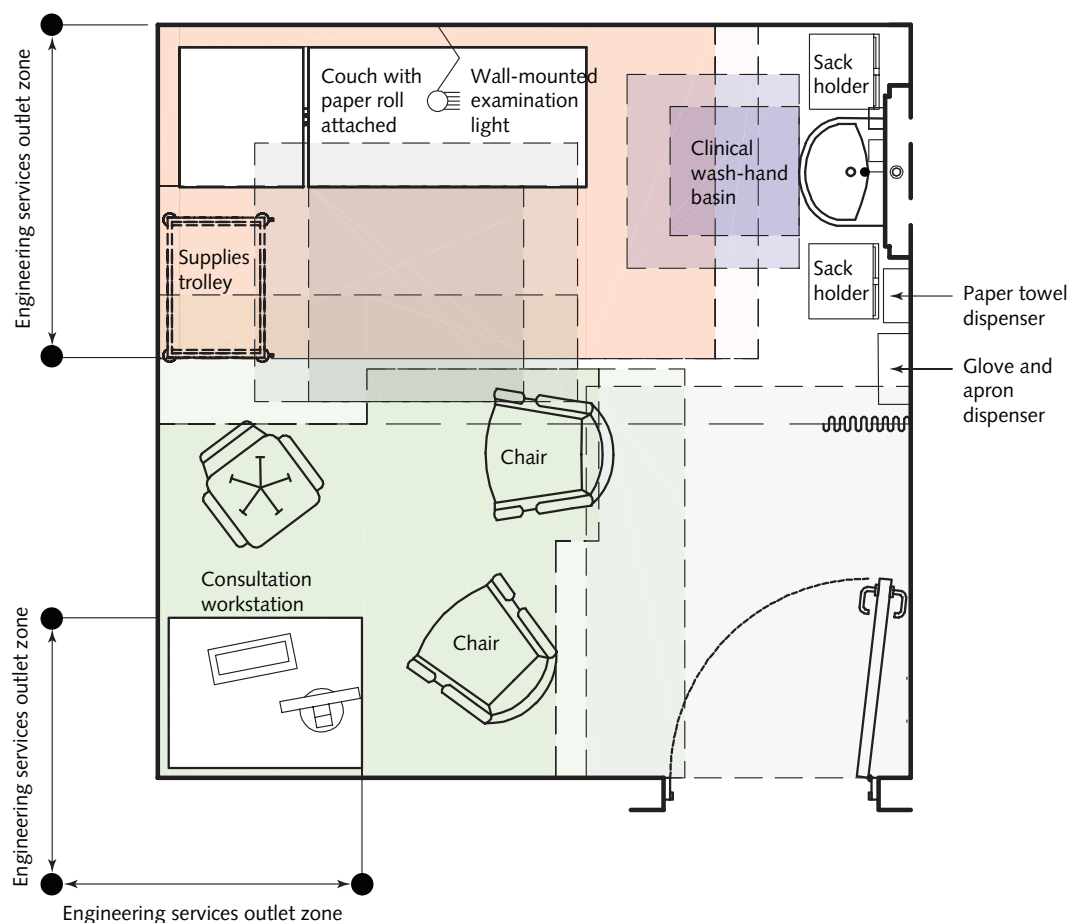 Engineering services outlet zone
Couch with
paper roll
attached
Wall-mounted
examination
light
Sack
holder
Clinical
wash-hand
basin
Supplies
trolley
Sack
holder
Paper towel
dispenser
Glove and
apron
dispenser
Chair
Consultation
workstation
Chair
Engineering services outlet zone
Engineering services outlet zone